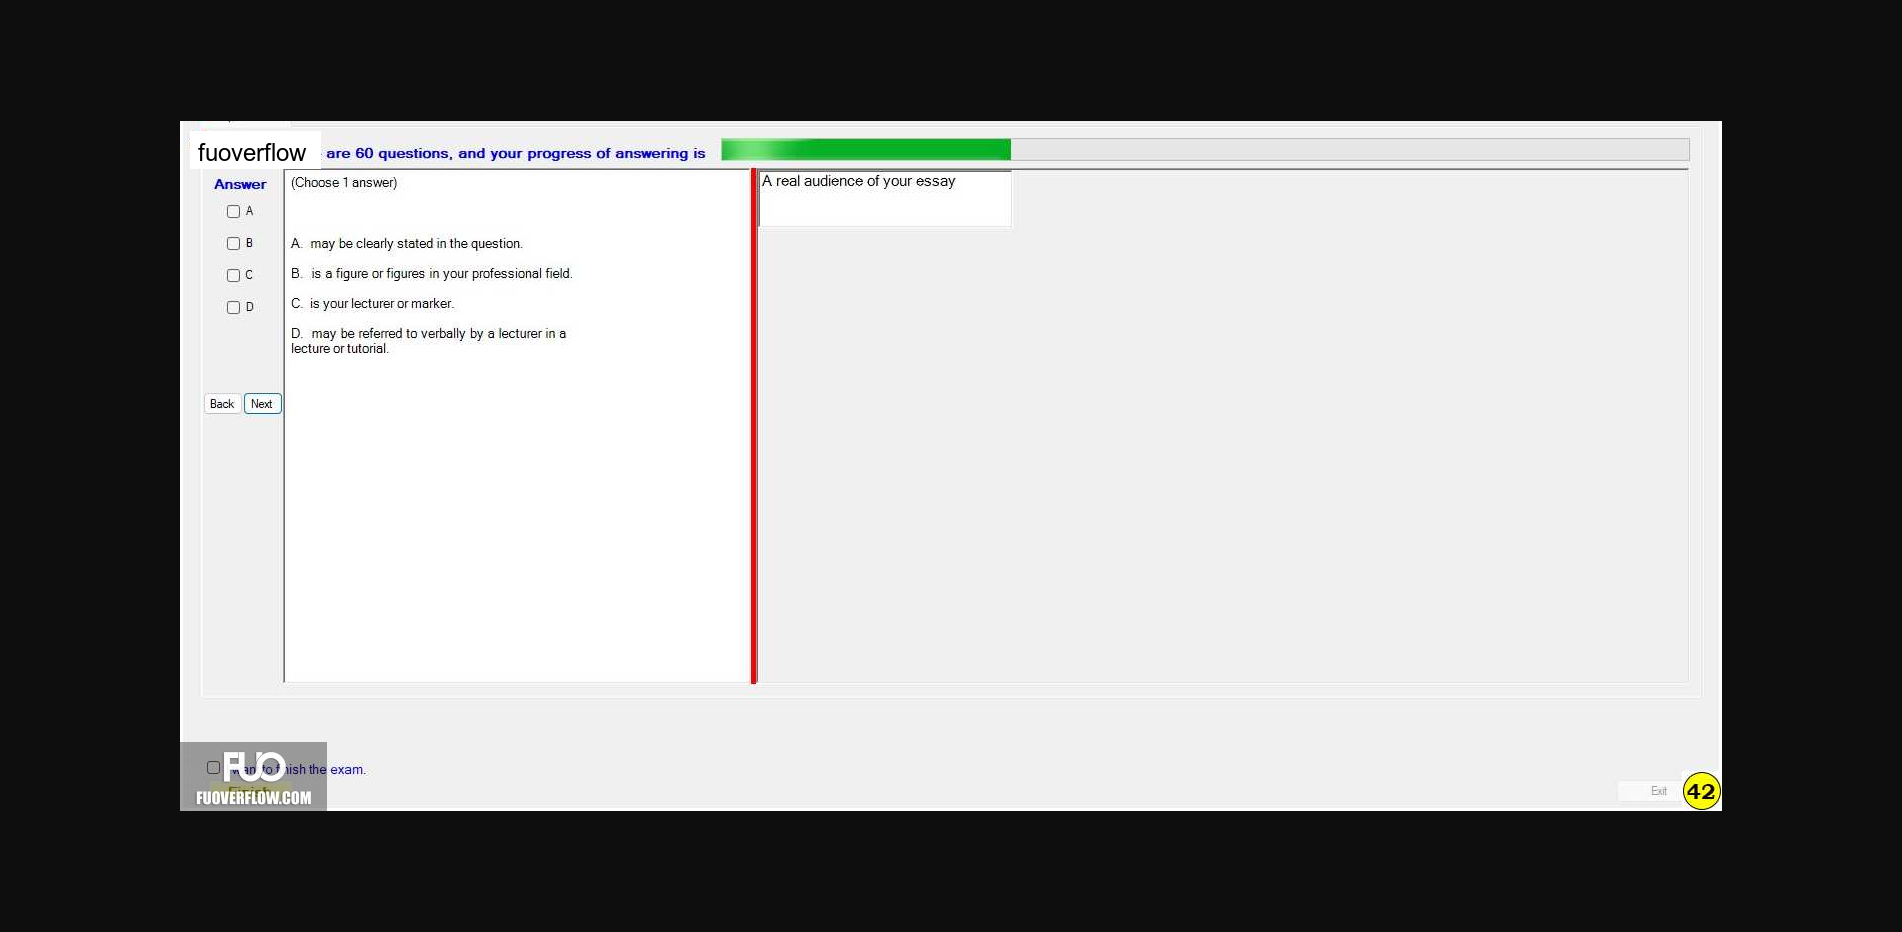 fuoverflow are 60 questions, and your progress of answering is
Answer
A
B
C
D
Back Next
(Choose 1 answer)
A. may be clearly stated in the question.
B. is a figure or figures in your professional field.
C. is your lecturer or marker.
D. may be referred to verbally by a lecturer in a
lecture or tutorial.
A real audience of your essay
I want to finish the exam.
Finish
FUO
FUOVERFLOW.COM
Exit
42